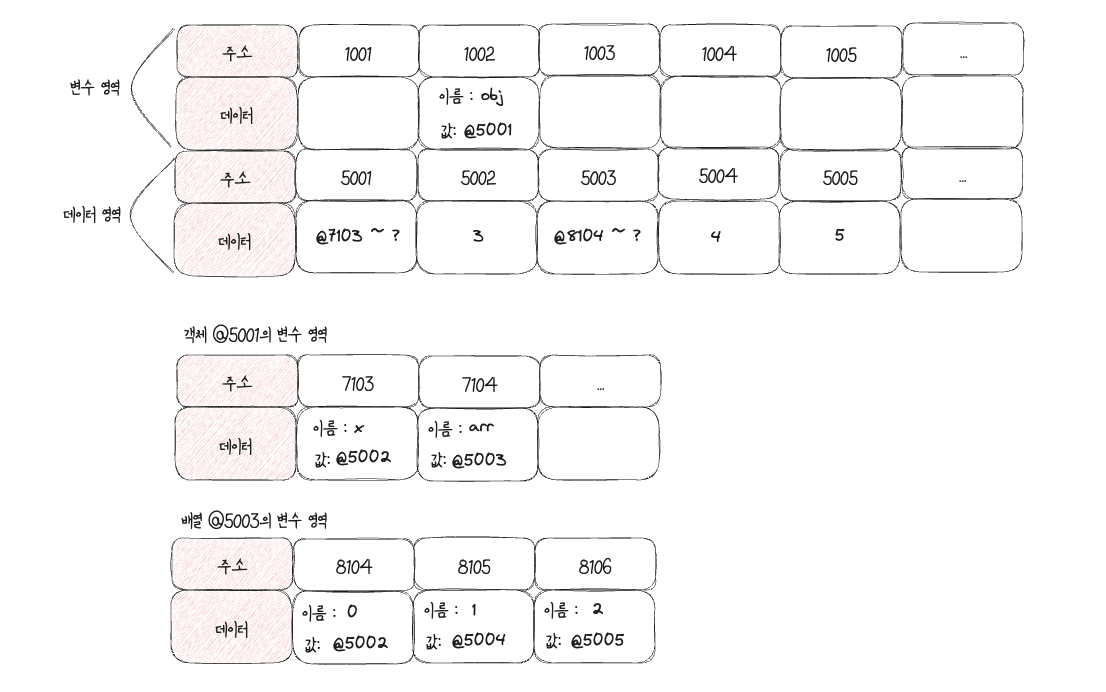 변수 영역
주소 1001 1002 1003 1004 1005 ...
데이터
이름 : obj
값: @5001
데이터 영역
주소 5001 5002 5003 5004 5005 ...
데이터 @7103 ~ ? 3 @8104 ~ ? 4 5
객체 @5001의 변수 영역
주소 7103 7104 ...
데이터
이름 : x 이름 : arr
값: @5002 값: @5003
배열 @5003의 변수 영역
주소 8104 8105 8106
데이터
이름 : 0 이름 : 1 이름 : 2
값: @5002 값: @5004 값: @5005